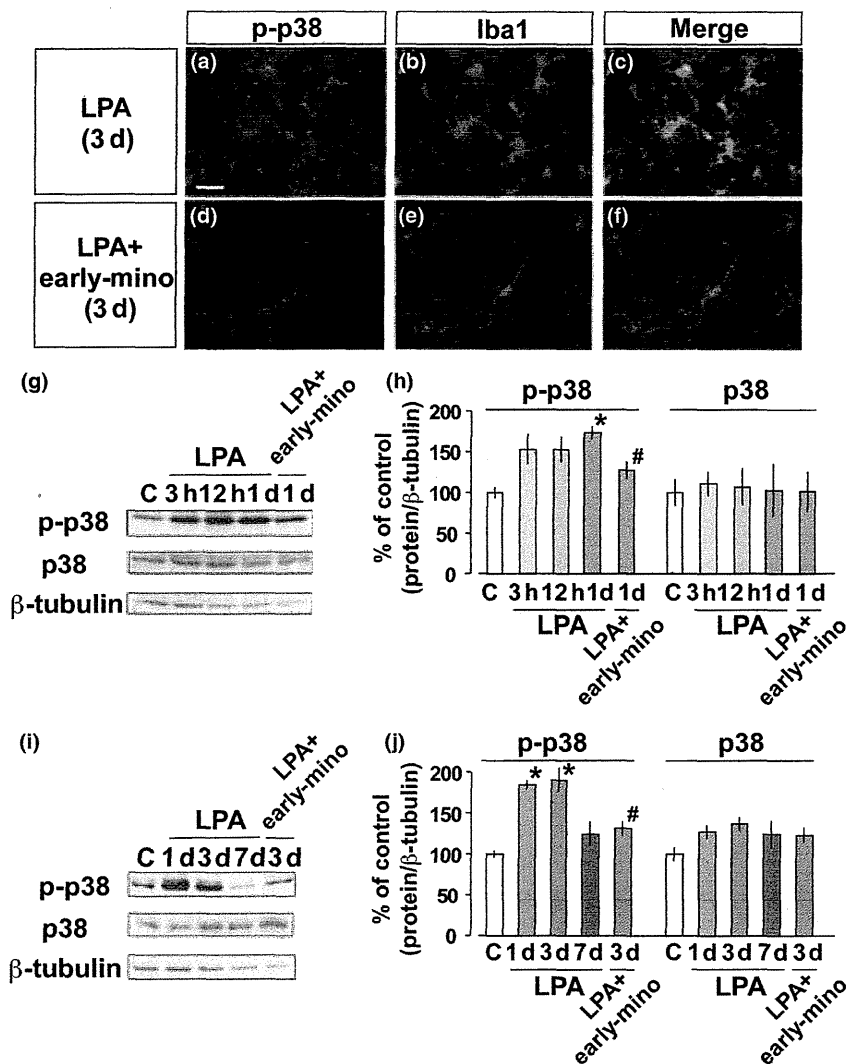 p-p38 Iba1 Merge
LPA
(3 d)
(a) (b) (c)
LPA+
early-mino
(3 d)
(d) (e) (f)
(g)
LPA+
early-mino
LPA
C 3 h 12 h 1 d 1 d
p-p38
p38
β-tubulin
(h)
p-p38 p38
% of control
(protein/β-tubulin)
200
150
100
50
0
* #
C 3 h 12 h 1 d 1 d C 3 h 12 h 1 d 1 d
LPA LPA
LPA+
early-mino
LPA+
early-mino
(i)
LPA+
early-mino
LPA
C 1 d 3 d 7 d 3 d
p-p38
p38
β-tubulin
(j)
p-p38 p38
% of control
(protein/β-tubulin)
200
150
100
50
0
* * #
C 1 d 3 d 7 d 3 d C 1 d 3 d 7 d 3 d
LPA LPA
LPA+
early-mino
LPA+
early-mino